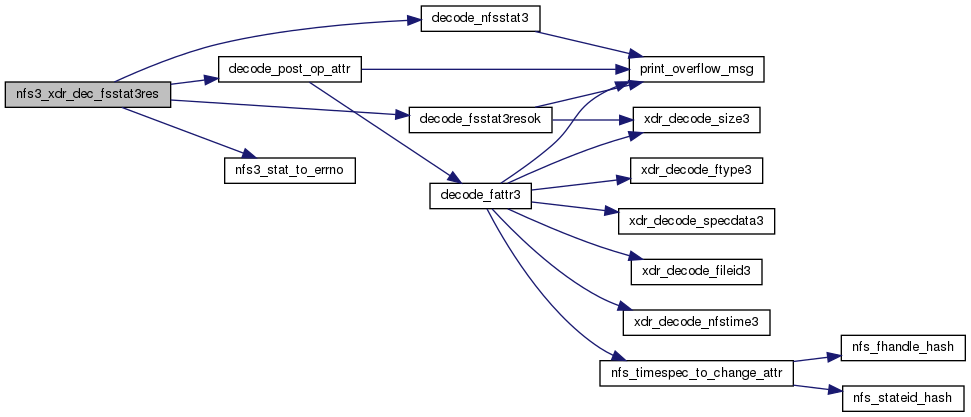 decode_nfsstat3
decode_post_op_attr
print_overflow_msg
nfs3_xdr_dec_fsstat3res
decode_fsstat3resok
xdr_decode_size3
nfs3_stat_to_errno
xdr_decode_ftype3
decode_fattr3
xdr_decode_specdata3
xdr_decode_fileid3
xdr_decode_nfstime3
nfs_fhandle_hash
nfs_timespec_to_change_attr
nfs_stateid_hash